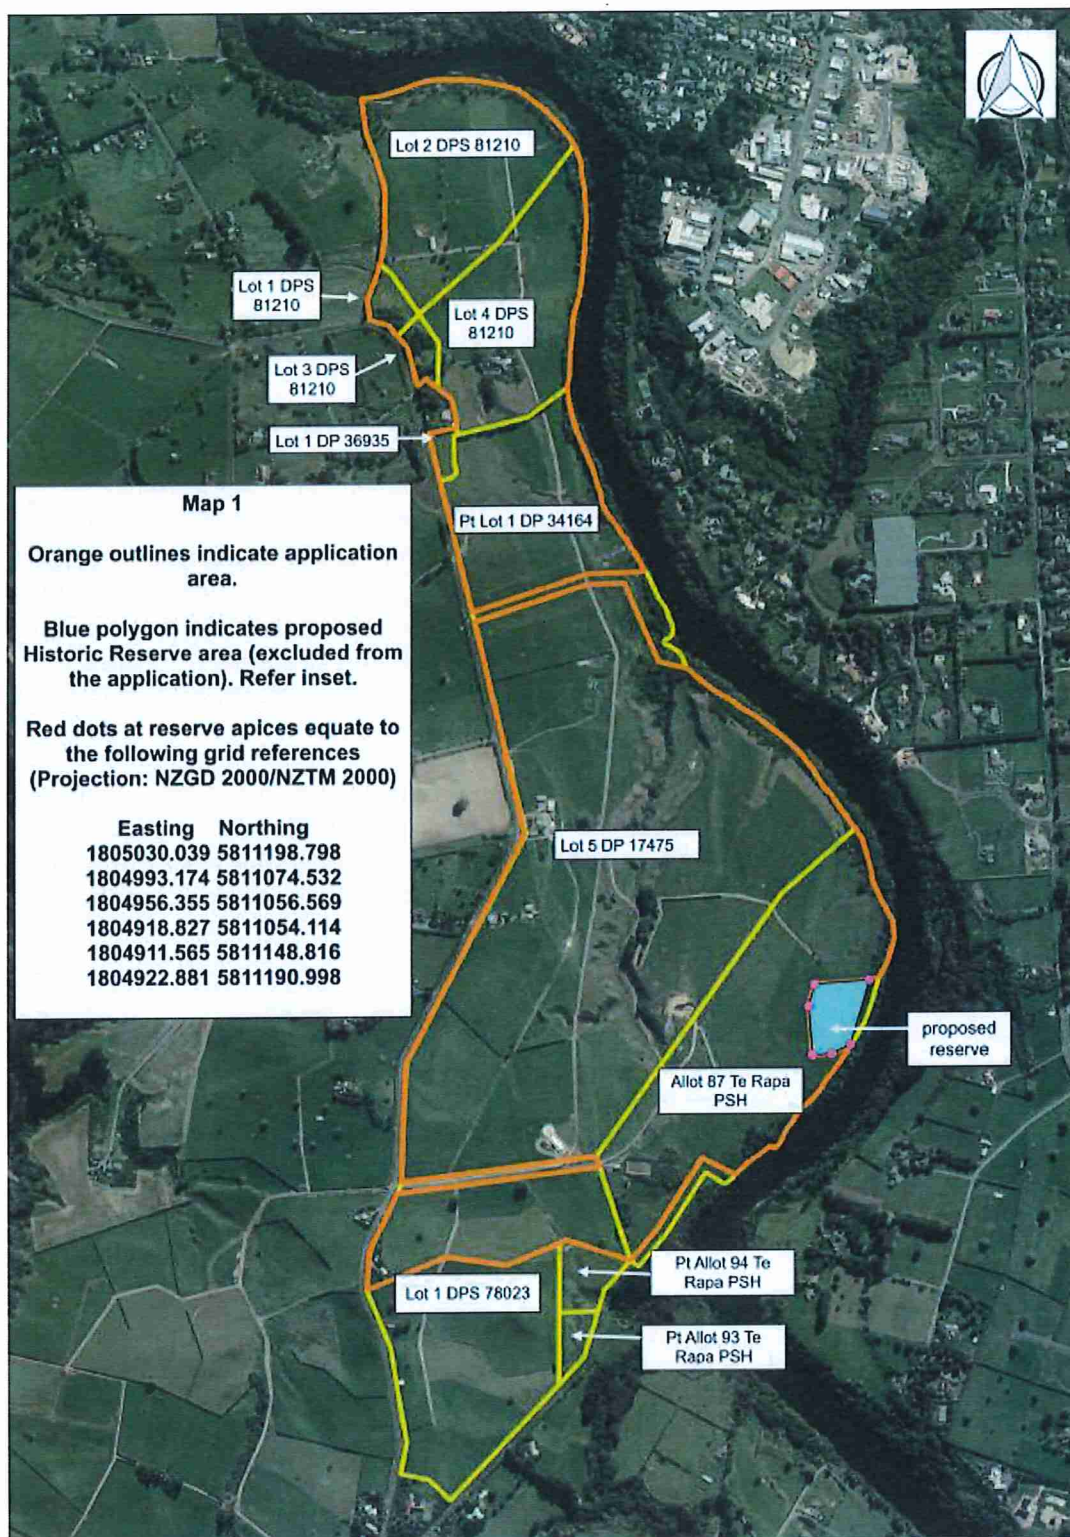 Lot 2 DPS 81210
Lot 1 DPS
81210
Lot 4 DPS
81210
Lot 3 DPS
81210
Lot 1 DP 36935
Map 1
Orange outlines indicate application
area.
Blue polygon indicates proposed
Historic Reserve area (excluded from
the application). Refer inset.
Red dots at reserve apices equate to
the following grid references
(Projection: NZGD 2000/NZTM 2000)
Easting Northing
1805030.039 5811198.798
1804993.174 5811074.532
1804956.355 5811056.569
1804918.827 5811054.114
1804911.565 5811148.816
1804922.881 5811190.998
Pt Lot 1 DP 34164
Lot 5 DP 17475
proposed
reserve
Allot 87 Te Rapa
PSH
Lot 1 DPS 78023
Pt Allot 94 Te
Rapa PSH
Pt Allot 93 Te
Rapa PSH